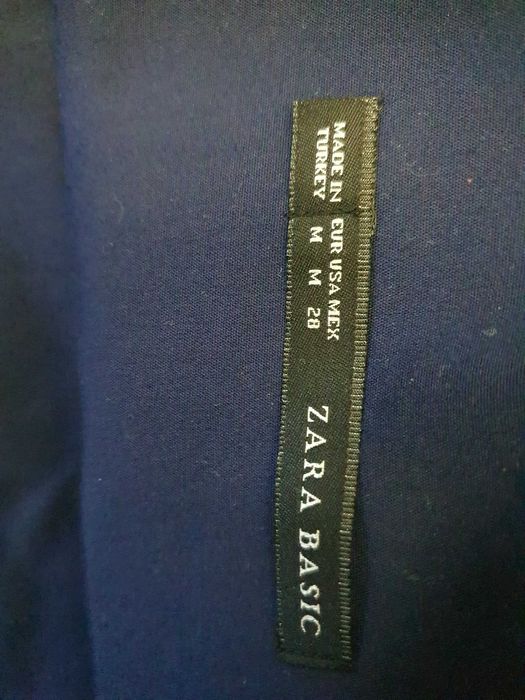 MADE IN
TURKEY
EUR USA MEX
M M 28
ZARA BASIC